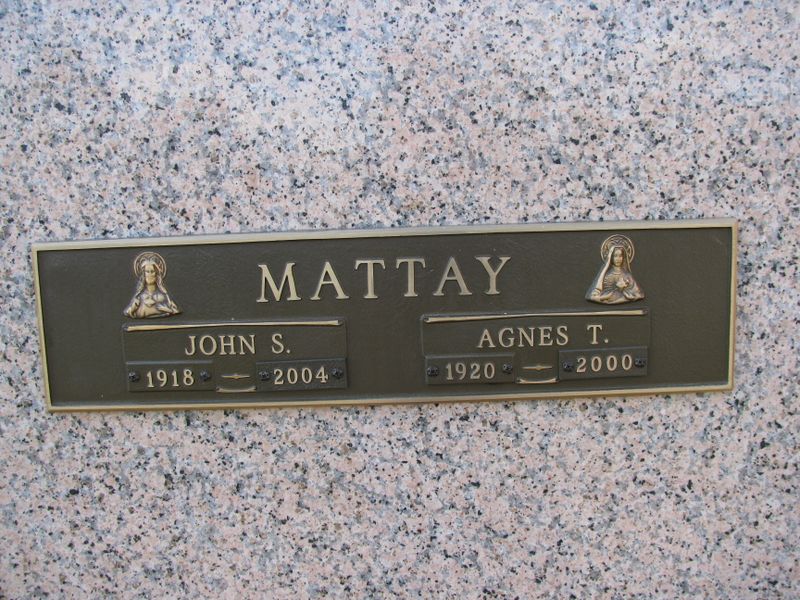 MATTAY
JOHN S. AGNES T.
1918 — 2004 1920 — 2000